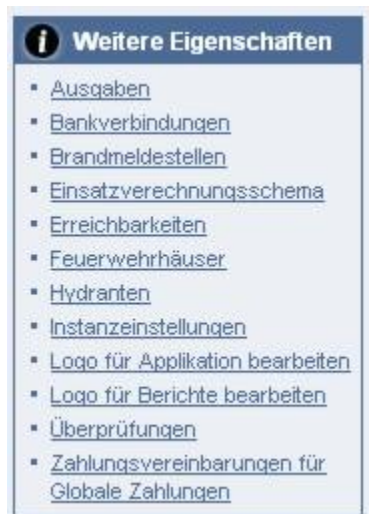 Weitere Eigenschaften
Ausgaben
Bankverbindungen
Brandmeldestellen
Einsatzverechnungsschema
Erreichbarkeiten
Feuerwehrhäuser
Hydranten
Instanzeinstellungen
Logo für Applikation bearbeiten
Logo für Berichte bearbeiten
Überprüfungen
Zahlungsvereinbarungen für
Globale Zahlungen